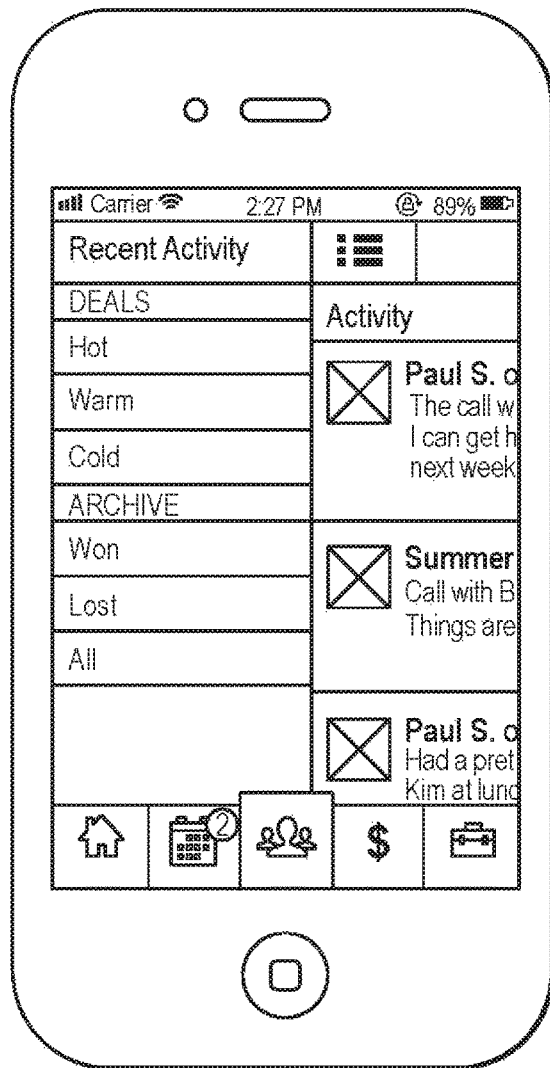 Carrier 2:27 PM 89%
Recent Activity
DEALS
Hot
Warm
Cold
ARCHIVE
Won
Lost
All
Activity
Paul S. o
The call w
I can get h
next week
Summer
Call with B
Things are
Paul S. o
Had a pret
Kim at lunc
2
$